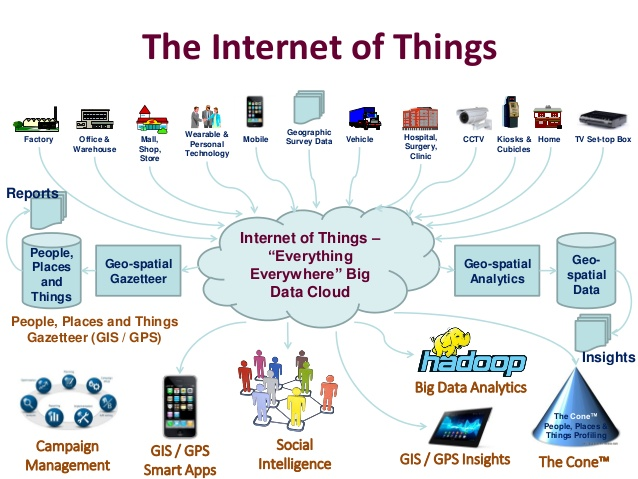 The Internet of Things
Factory
Office &
Warehouse
Mall,
Shop,
Store
Wearable &
Personal
Technology
Mobile
Geographic
Survey Data
Vehicle
Hospital,
Surgery,
Clinic
CCTV
Kiosks &
Cubicles
Home
TV Set-top Box
Reports
People,
Places
and
Things
Geo-spatial
Gazetteer
Internet of Things –
“Everything
Everywhere” Big
Data Cloud
Geo-spatial
Analytics
Geo-
spatial
Data
People, Places and Things
Gazetteer (GIS / GPS)
Insights
hadoop
Big Data Analytics
The Cone™
People, Places &
Things Profiling
Campaign
Management
GIS / GPS
Smart Apps
Social
Intelligence
GIS / GPS Insights
The Cone™